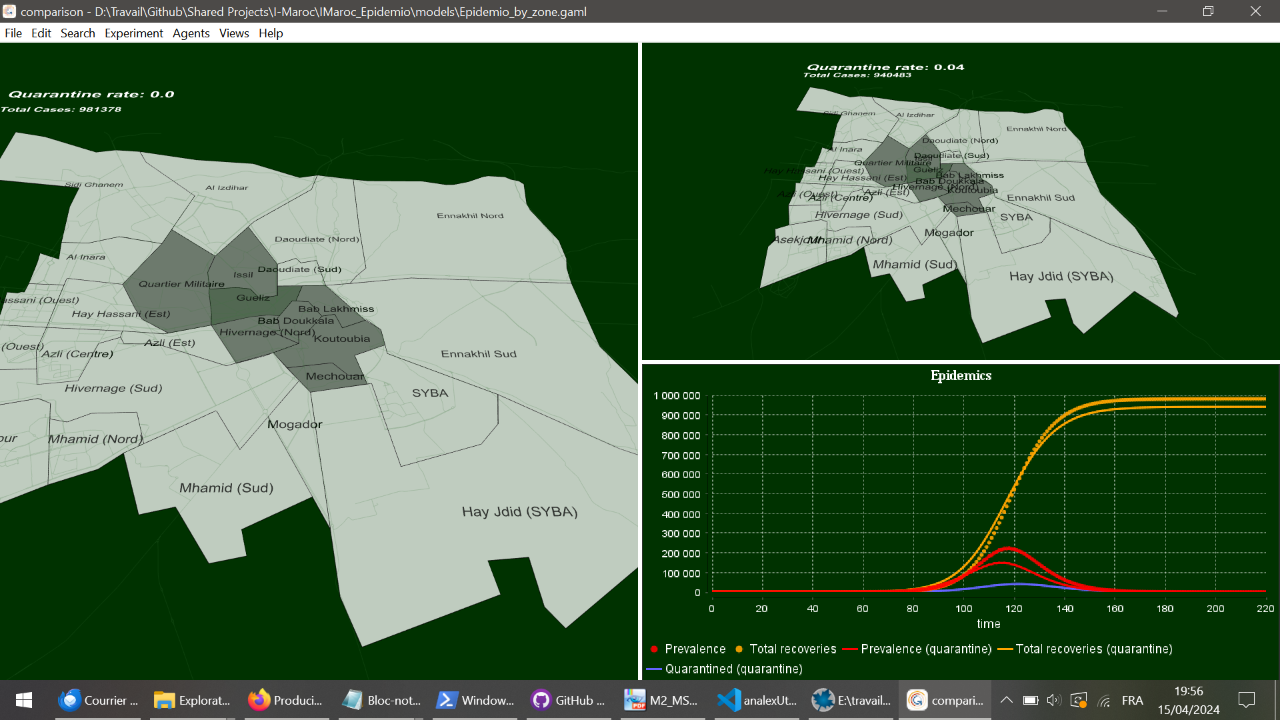 comparison - D:\Travail\Github\Shared Projects\I-Maroc\IMaroc_Epidemio\models\Epidemio_by_zone.gaml
File Edit Search Experiment Agents Views Help
Quarantine rate: 0.0
Total Cases: 981378
Sidi Ghanem
Al Izdihar
Ennakhil Nord
Daoudiate (Nord)
Al Inara
Daoudiate (Sud)
Issil
Quartier Militaire
Gueliz
assani (Ouest)
Bab Lakhmiss
Hay Hassani (Est)
Bab Doukkala
Hivernage (Nord)
Koutoubia
Azli (Est)
(Ouest)
Azli (Centre)
Ennakhil Sud
Mechouar
Hivernage (Sud)
SYBA
Mogador
our
Mhamid (Nord)
Mhamid (Sud)
Hay Jdid (SYBA)
Quarantine rate: 0.04
Total Cases: 940483
Sidi Ghanem
Al Izdihar
Ennakhil Nord
Daoudiate (Nord)
Al Inara
Daoudiate (Sud)
Quartier Militaire
Gueliz
Hay Hassani (Ouest)
Bab Lakhmiss
Hay Hassani (Est)
Bab Doukkala
Hivernage (Nord)
Koutoubia
Azli (Ouest)
Azli (Est)
Azli (Centre)
Ennakhil Sud
Mechouar
Hivernage (Sud)
SYBA
Mogador
Mhamid (Nord)
Mhamid (Sud)
Hay Jdid (SYBA)
Epidemics
1 000 000
900 000
800 000
700 000
600 000
500 000
400 000
300 000
200 000
100 000
0
0 20 40 60 80 100 120 140 160 180 200 220
time
Prevalence Total recoveries Prevalence (quarantine) Total recoveries (quarantine)
Quarantined (quarantine)
Courrier ... Explorat... Produci... Bloc-not... Window... GitHub ... M2_MS... analexUt... E:\travail... compari... FRA
19:56
15/04/2024